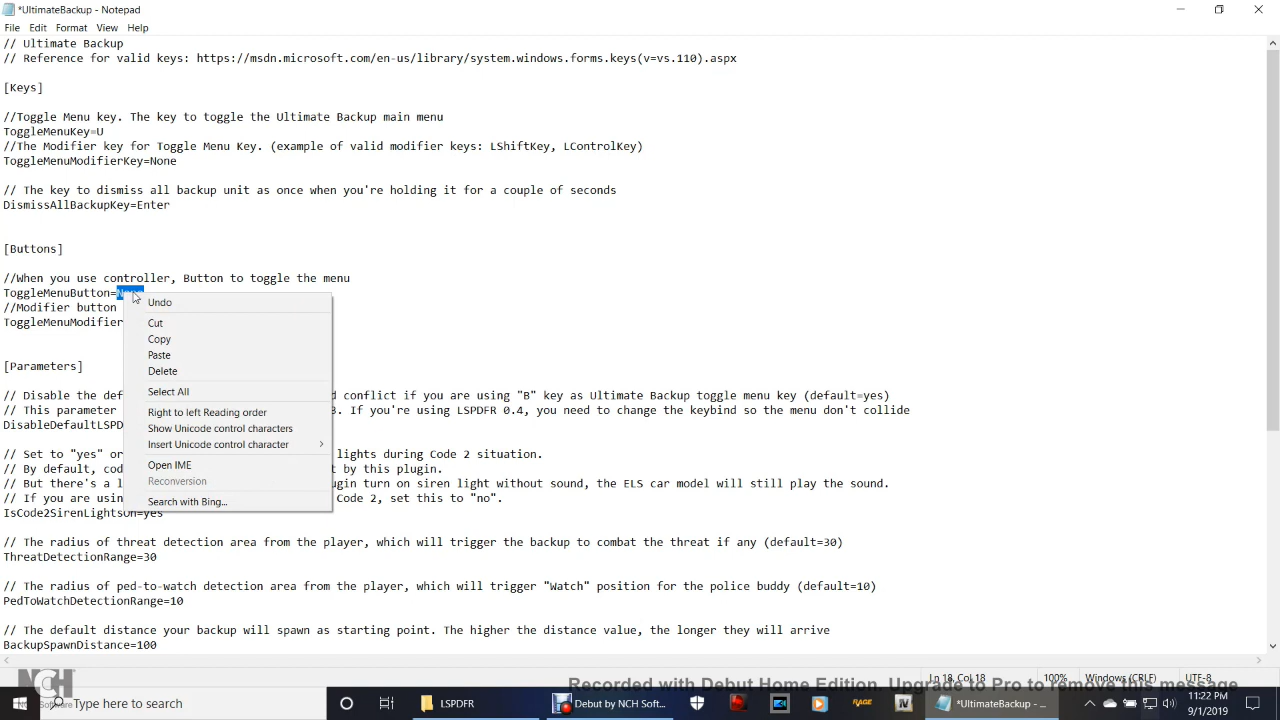 *UltimateBackup - Notepad
File Edit Format View Help
// Ultimate Backup
// Reference for valid keys: https://msdn.microsoft.com/en-us/library/system.windows.forms.keys(v=vs.110).aspx
[Keys]
//Toggle Menu key. The key to toggle the Ultimate Backup main menu
ToggleMenuKey=U
//The Modifier key for Toggle Menu Key. (example of valid modifier keys: LShiftKey, LControlKey)
ToggleMenuModifierKey=None
// The key to dismiss all backup unit as once when you're holding it for a couple of seconds
DismissAllBackupKey=Enter
[Buttons]
//When you use controller, Button to toggle the menu
ToggleMenuButton=
//Modifier button
ToggleMenuModifier
Undo
Cut
Copy
Paste
Delete
Select All
Right to left Reading order
Show Unicode control characters
Insert Unicode control character
Open IME
Reconversion
Search with Bing...
[Parameters]
// Disable the def d conflict if you are using "B" key as Ultimate Backup toggle menu key (default=yes)
// This parameter 3. If you're using LSPDFR 0.4, you need to change the keybind so the menu don't collide
DisableDefaultLSPD
// Set to "yes" or lights during Code 2 situation.
// By default, cod t by this plugin.
// But there's a l ugin turn on siren light without sound, the ELS car model will still play the sound.
// If you are using Code 2, set this to "no".
IsCode2SirenLightsOn=yes
// The radius of threat detection area from the player, which will trigger the backup to combat the threat if any (default=30)
ThreatDetectionRange=30
// The radius of ped-to-watch detection area from the player, which will trigger "Watch" position for the police buddy (default=10)
PedToWatchDetectionRange=10
// The default distance your backup will spawn as starting point. The higher the distance value, the longer they will arrive
BackupSpawnDistance=100
Ln 18, Col 18 100% Windows (CRLF) UTF-8
Recorded with Debut Home Edition. Upgrade to Pro to remove this message
NCH Software
Type here to search
LSPDFR
Debut by NCH Soft...
RAGE
IV
*UltimateBackup - ...
11:22 PM
9/1/2019